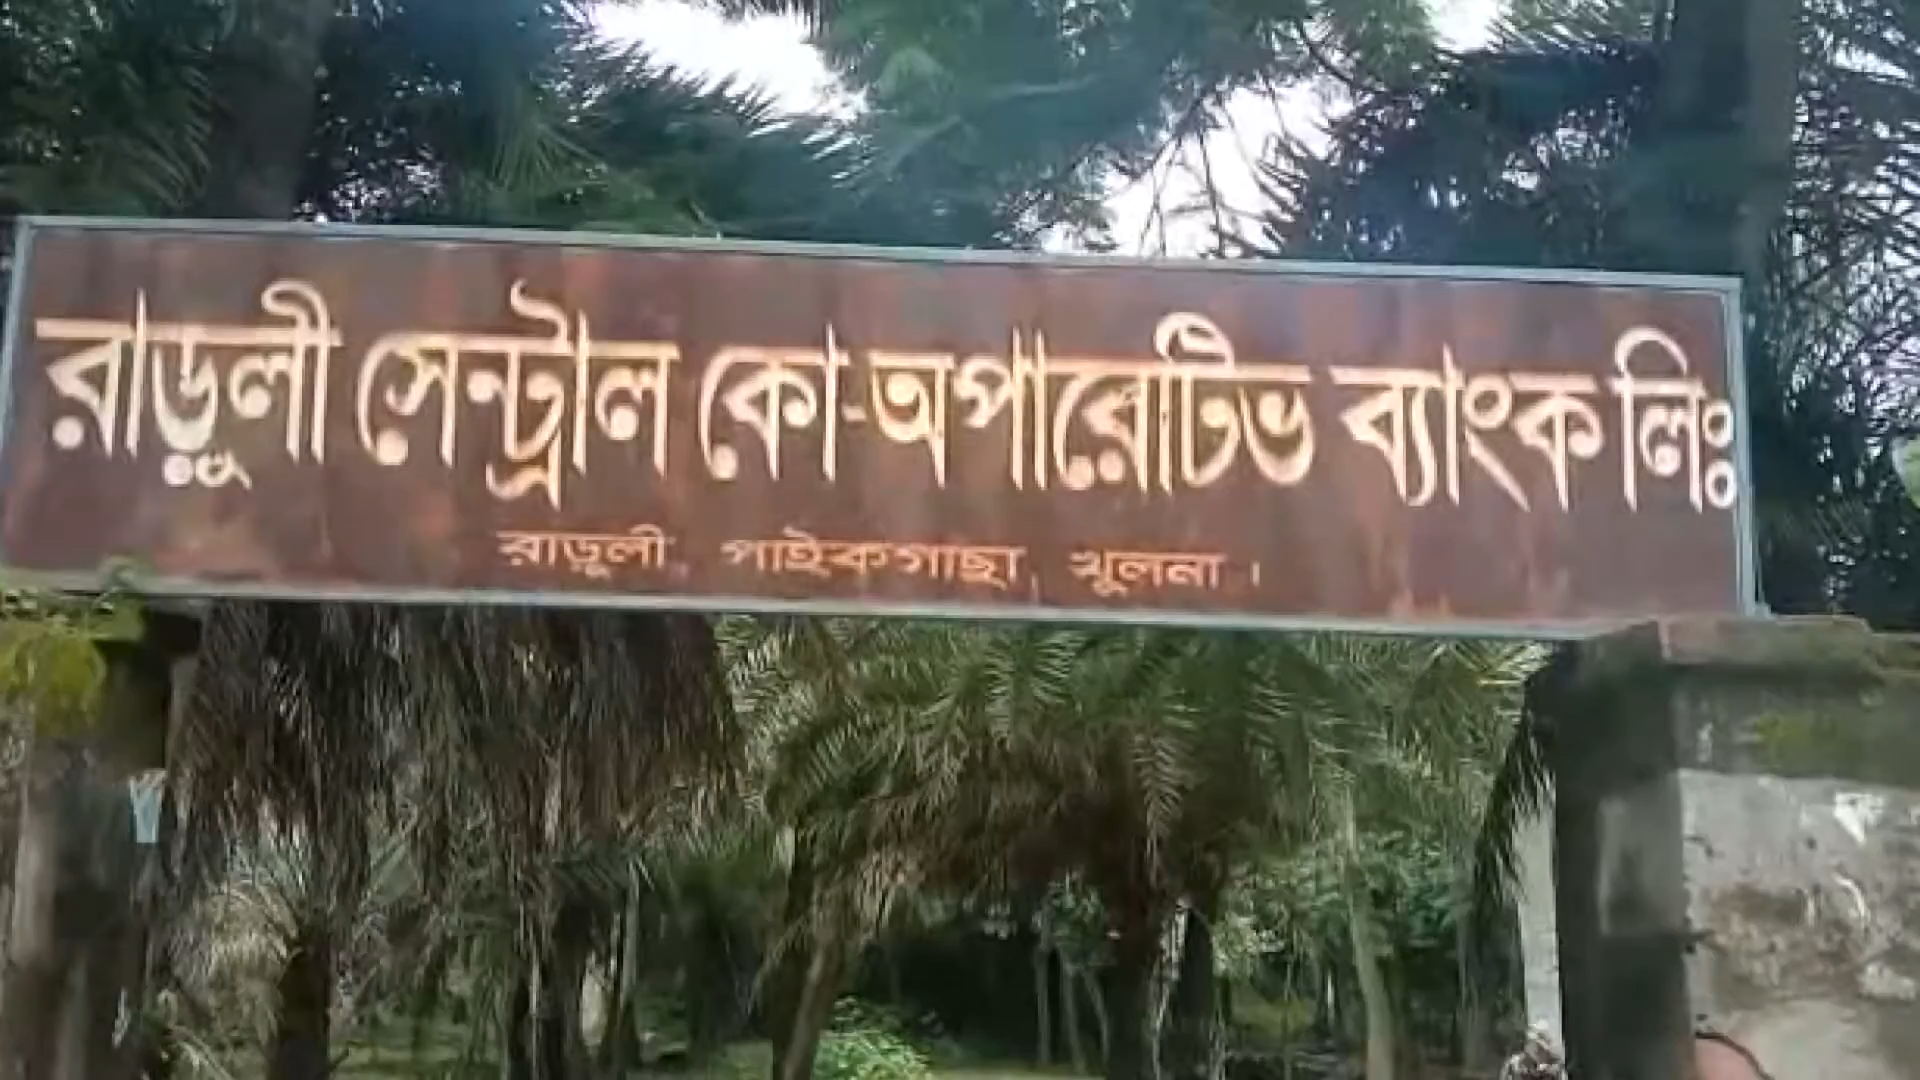 রাড়ুলী সেন্ট্রাল কো-অপারেটিভ ব্যাংক লিঃ
রাড়ুলী, পাইকগাছা, খুলনা।